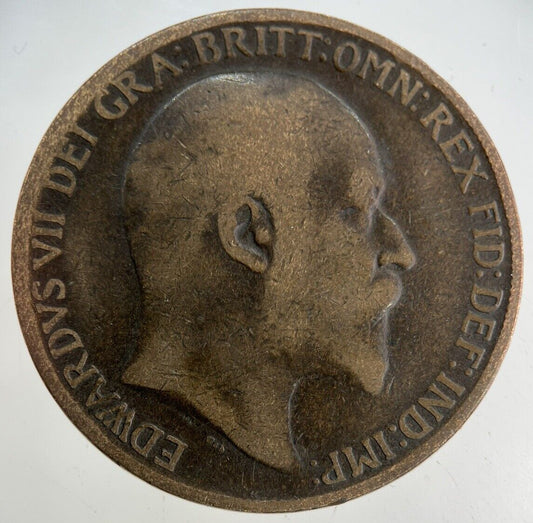 EDWARDVS VII DEI GRA: BRITT: OMN: REX FID: DEF: IND: IMP: